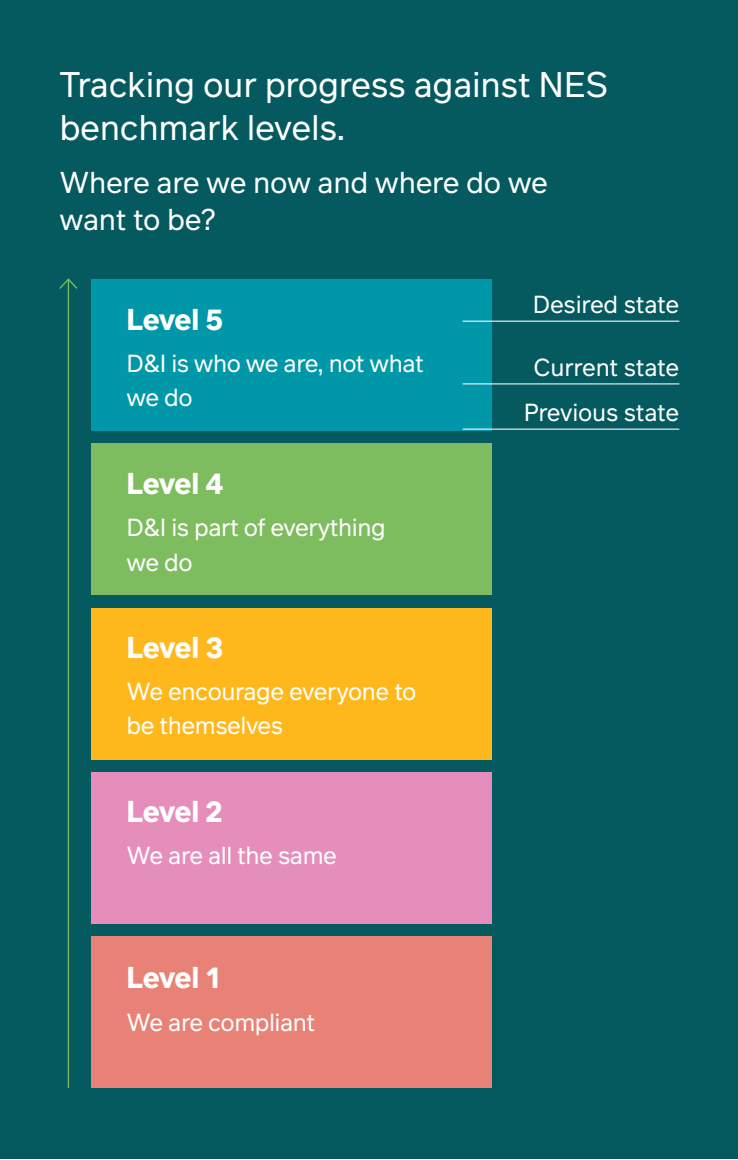 Tracking our progress against NES
benchmark levels.
Where are we now and where do we
want to be?
Level 5
D&I is who we are, not what
we do
Desired state
Current state
Previous state
Level 4
D&I is part of everything
we do
Level 3
We encourage everyone to
be themselves
Level 2
We are all the same
Level 1
We are compliant